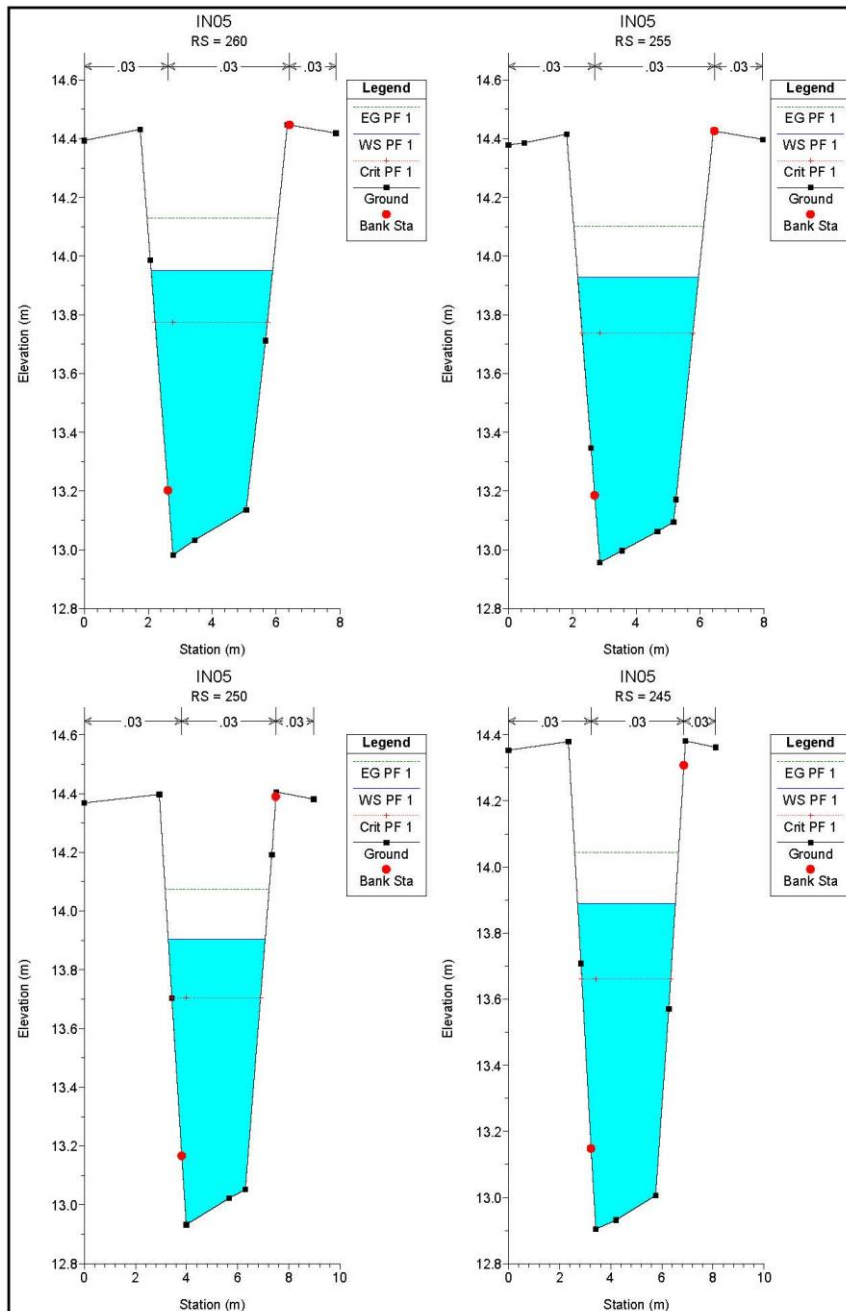 IN05
RS = 260
.03 .03 .03
14.6
14.4
14.2
14.0
13.8
13.6
13.4
13.2
13.0
12.8
Elevation (m)
0 2 4 6 8
Station (m)
Legend
EG PF 1
WS PF 1
Crit PF 1
Ground
Bank Sta
IN05
RS = 255
.03 .03 .03
14.6
14.4
14.2
14.0
13.8
13.6
13.4
13.2
13.0
12.8
Elevation (m)
0 2 4 6 8
Station (m)
Legend
EG PF 1
WS PF 1
Crit PF 1
Ground
Bank Sta
IN05
RS = 250
.03 .03 .03
14.6
14.4
14.2
14.0
13.8
13.6
13.4
13.2
13.0
12.8
Elevation (m)
0 2 4 6 8 10
Station (m)
Legend
EG PF 1
WS PF 1
Crit PF 1
Ground
Bank Sta
IN05
RS = 245
.03 .03 .03
14.4
14.2
14.0
13.8
13.6
13.4
13.2
13.0
12.8
Elevation (m)
0 2 4 6 8 10
Station (m)
Legend
EG PF 1
WS PF 1
Crit PF 1
Ground
Bank Sta